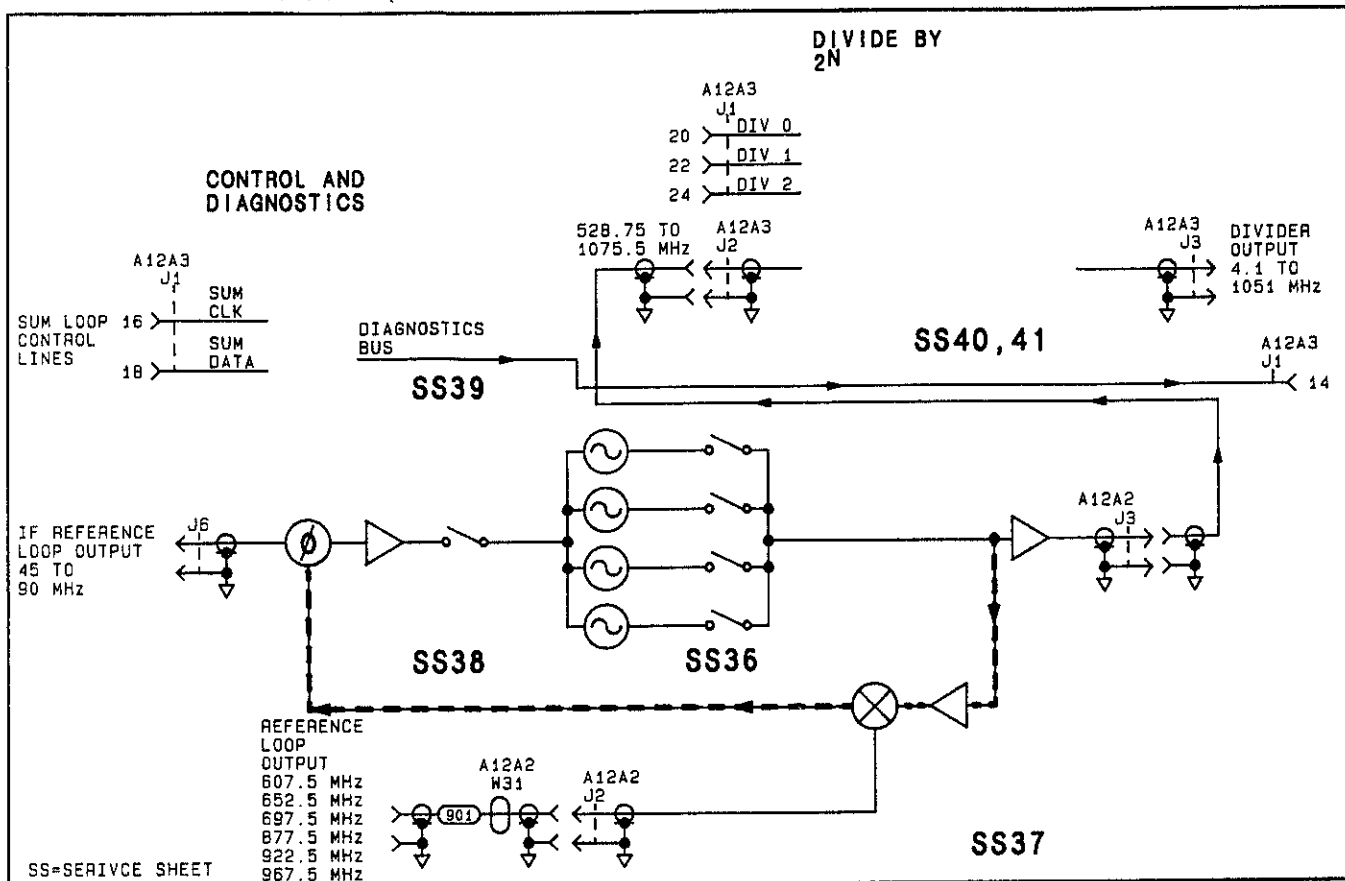 DIVIDE BY
2N
A12A3
J1
20 DIV 0
22 DIV 1
24 DIV 2
CONTROL AND
DIAGNOSTICS
528.75 TO
1075.5 MHz
A12A3
J2
A12A3
J3
DIVIDER
OUTPUT
4.1 TO
1051 MHz
A12A3
J1
SUM LOOP
CONTROL
LINES
16 SUM
CLK
18 SUM
DATA
DIAGNOSTICS
BUS
SS39
SS40,41
A12A3
J1
14
IF REFERENCE
LOOP OUTPUT
45 TO
90 MHz
J6
ϕ
A12A2
J3
SS38
SS36
REFERENCE
LOOP
OUTPUT
607.5 MHz
652.5 MHz
697.5 MHz
877.5 MHz
922.5 MHz
967.5 MHz
901
A12A2
W31
A12A2
J2
SS37
SS=SERIVCE SHEET